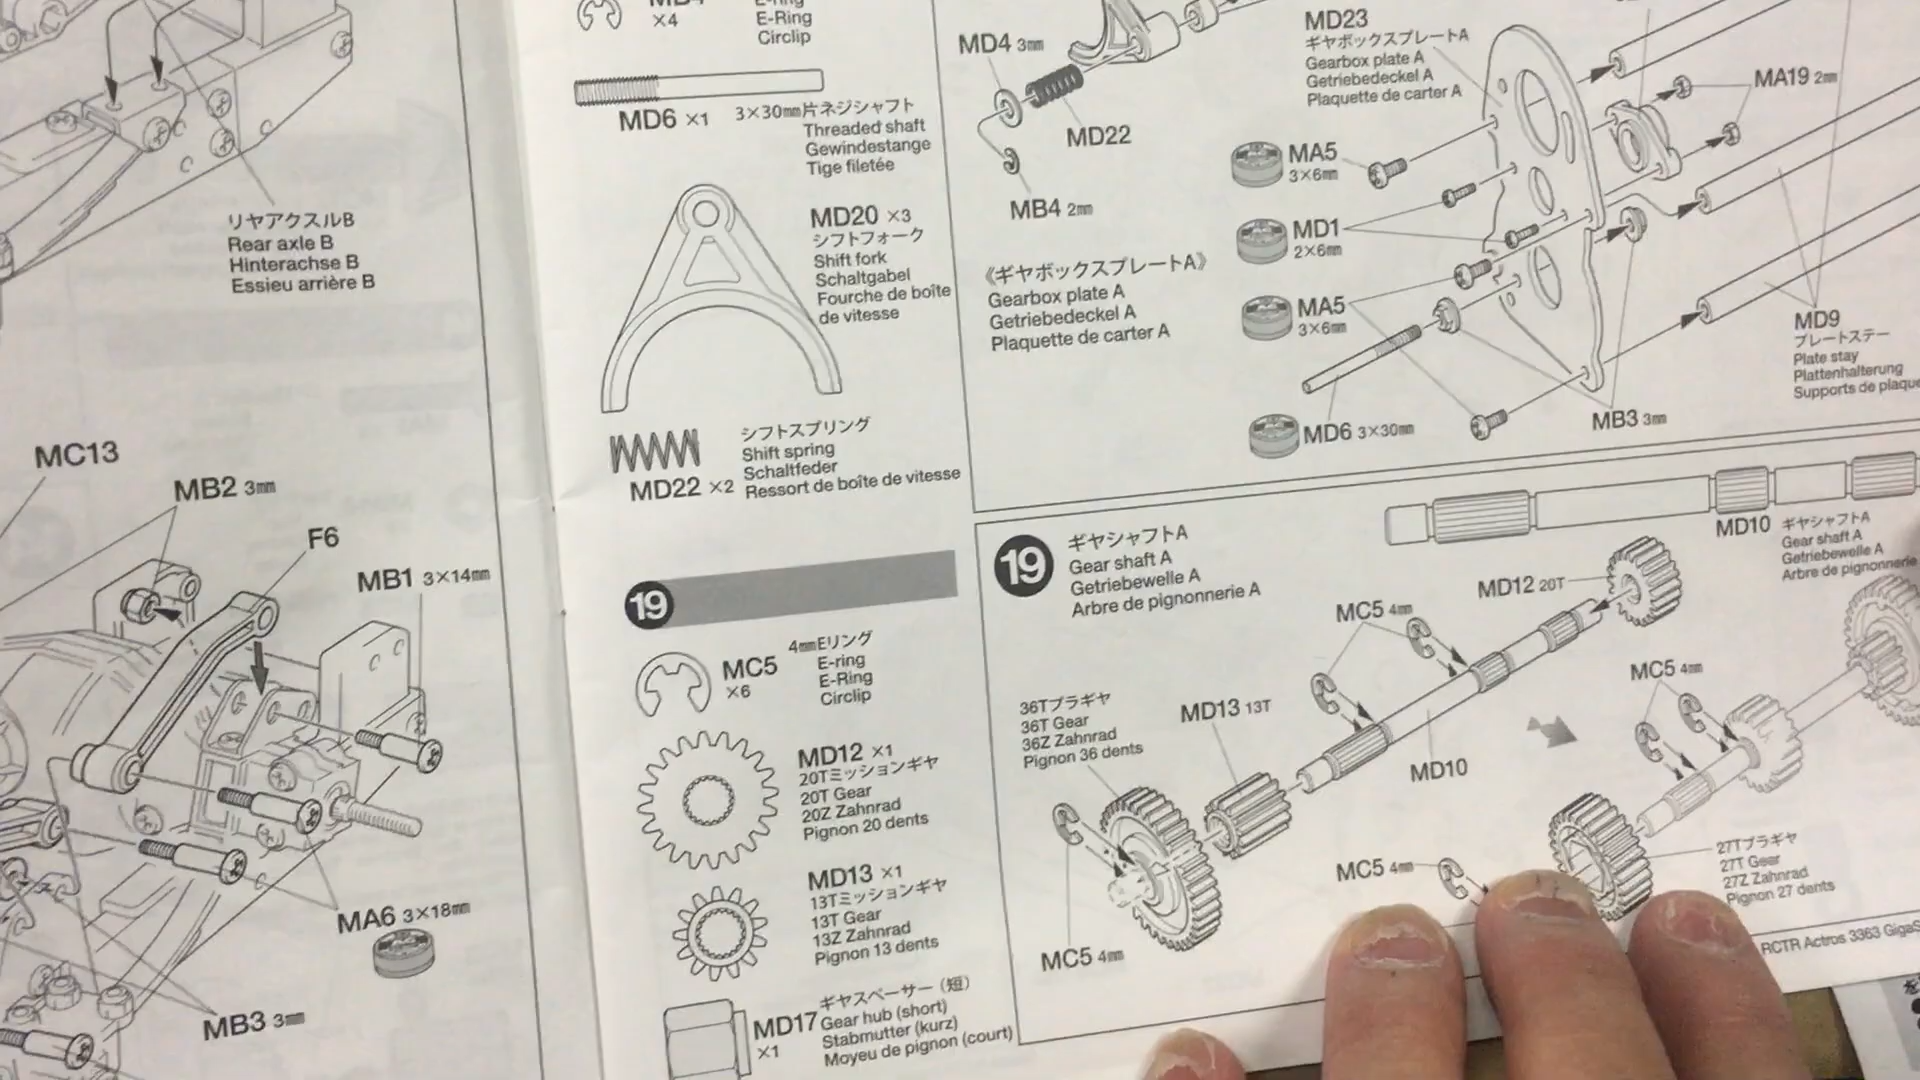 リヤアクスルB
Rear axle B
Hinterachse B
Essieu arrière B
MC13
MB2 3mm
F6
MB1 3×14mm
MA6 3×18mm
MB3 3mm
×4
E-Ring
Circlip
MD6 ×1
3×30mm片ネジシャフト
Threaded shaft
Gewindestange
Tige filetée
MD20 ×3
シフトフォーク
Shift fork
Schaltgabel
Fourche de boîte
de vitesse
MD22 ×2
シフトスプリング
Shift spring
Schaltfeder
Ressort de boîte de vitesse
19
MC5
×6
4mmEリング
E-ring
E-Ring
Circlip
MD12 ×1
20Tミッションギヤ
20T Gear
20Z Zahnrad
Pignon 20 dents
MD13 ×1
13Tミッションギヤ
13T Gear
13Z Zahnrad
Pignon 13 dents
MD17
×1
ギヤスペーサー（短）
Gear hub (short)
Stabmutter (kurz)
Moyeu de pignon (court)
MD4 3mm
MD22
MB4 2mm
《ギヤボックスプレートA》
Gearbox plate A
Getriebedeckel A
Plaquette de carter A
MD23
ギヤボックスプレートA
Gearbox plate A
Getriebedeckel A
Plaquette de carter A
MA19 2mm
MA5
3×6mm
MD1
2×6mm
MA5
3×6mm
MD6 3×30mm
MB3 3mm
MD9
プレートステー
Plate stay
Plattenhalterung
Supports de plaque
19
ギヤシャフトA
Gear shaft A
Getriebewelle A
Arbre de pignonnerie A
MD10
ギヤシャフトA
Gear shaft A
Getriebewelle A
Arbre de pignonnerie
MD12 20T
MC5 4mm
MC5 4mm
36Tプラギヤ
36T Gear
36Z Zahnrad
Pignon 36 dents
MD13 13T
MD10
MC5 4mm
MC5 4mm
27Tプラギヤ
27T Gear
27Z Zahnrad
Pignon 27 dents
RCTR Actros 3363 GigaS